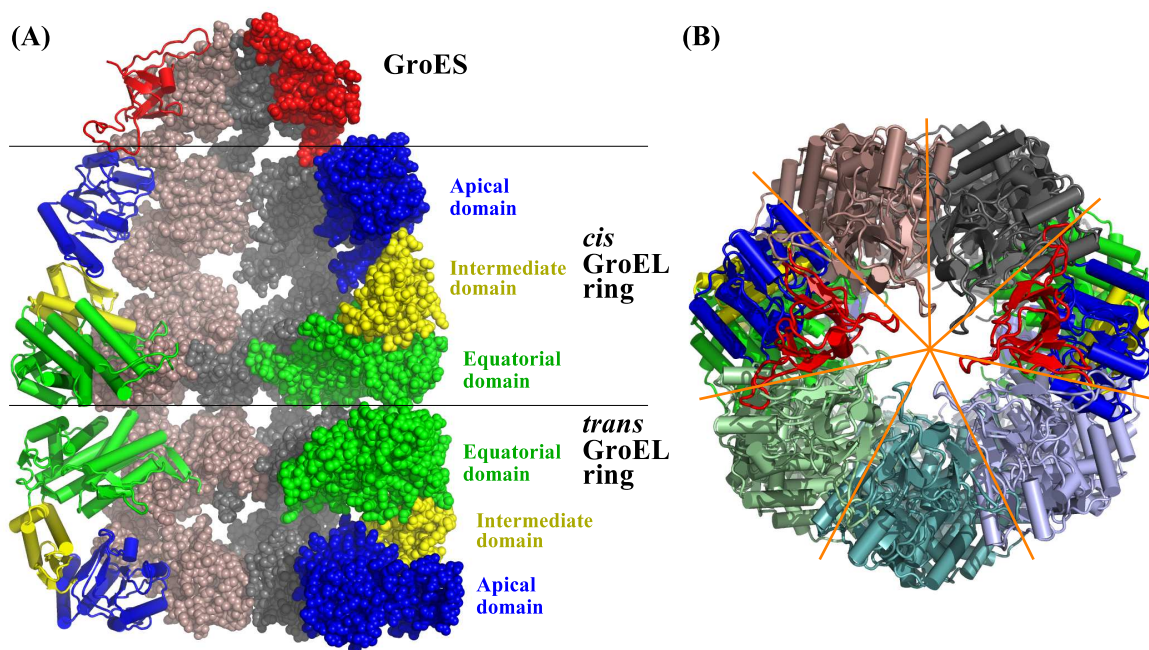 (A)
(B)
GroES
Apical
domain
cis
GroEL
ring
Intermediate
domain
Equatorial
domain
trans
GroEL
ring
Equatorial
domain
Intermediate
domain
Apical
domain